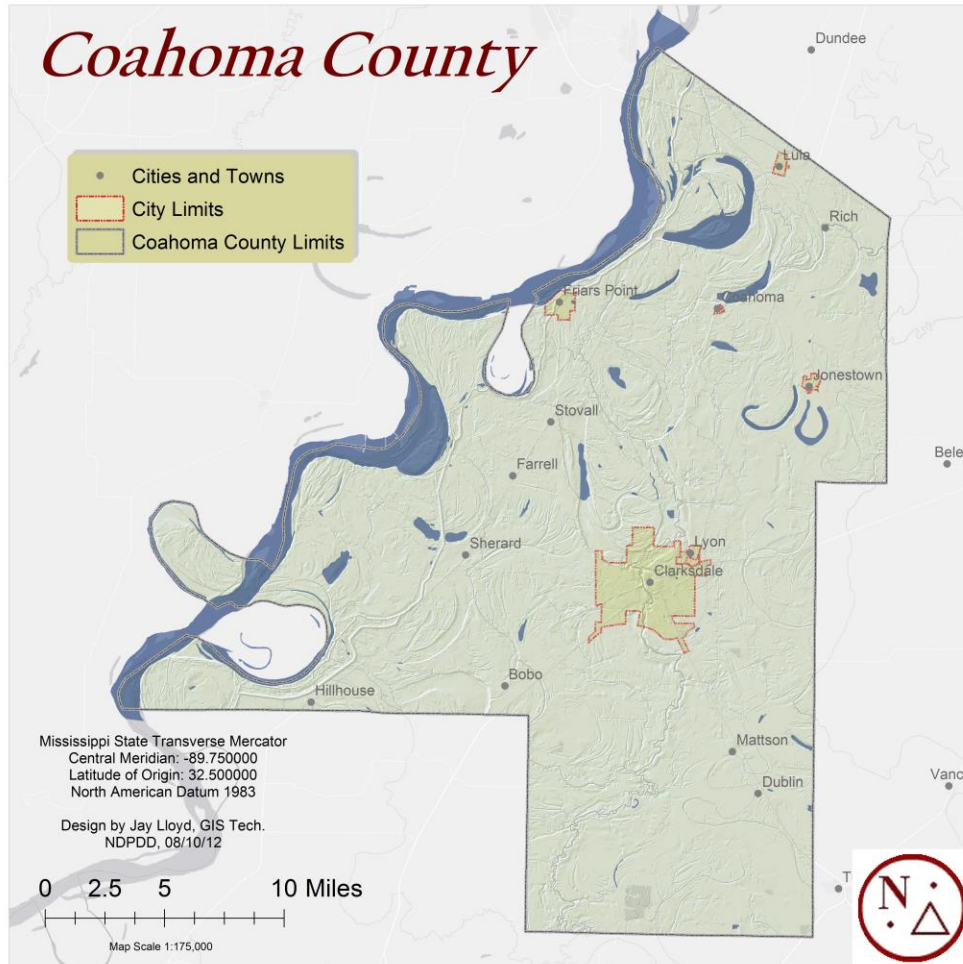 Coahoma County
Cities and Towns
City Limits
Coahoma County Limits
Dundee
Lula
Rich
Friars Point
Coahoma
Jonestown
Stovall
Farrell
Bele
Sherard
Lyon
Clarksdale
Bobo
Hillhouse
Mattson
Dublin
Vanc
T
Mississippi State Transverse Mercator
Central Meridian: -89.750000
Latitude of Origin: 32.500000
North American Datum 1983
Design by Jay Lloyd, GIS Tech.
NDPDD, 08/10/12
0 2.5 5 10 Miles
Map Scale 1:175,000
N